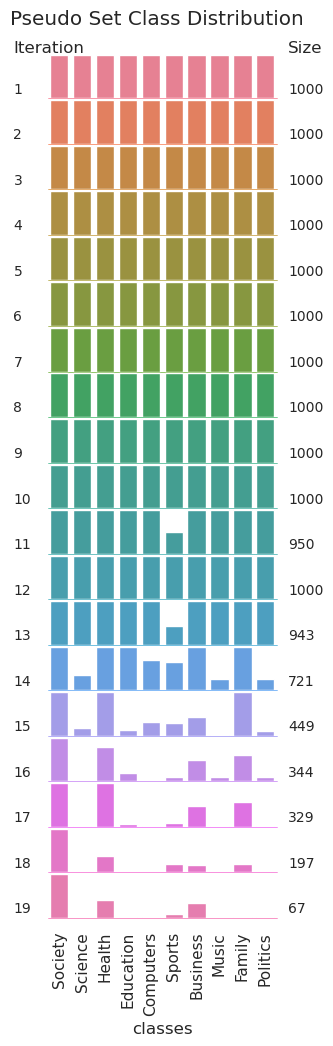 Pseudo Set Class Distribution
Iteration Size
1 1000
2 1000
3 1000
4 1000
5 1000
6 1000
7 1000
8 1000
9 1000
10 1000
11 950
12 1000
13 943
14 721
15 449
16 344
17 329
18 197
19 67
Society
Science
Health
Education
Computers
Sports
Business
Music
Family
Politics
classes